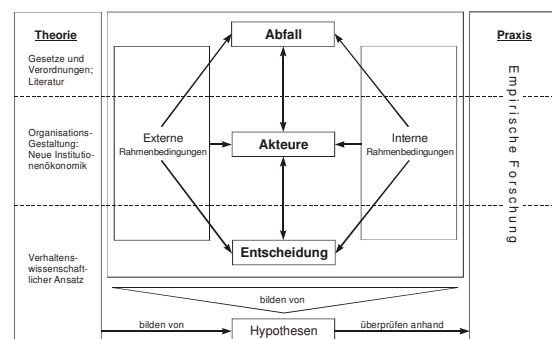 Theorie
Gesetze und
Verordnungen;
Literatur
Organisations-
Gestaltung:
Neue Institutio-
nenökonomik
Verhaltens-
wissenschaft-
licher Ansatz
Abfall
Externe
Rahmenbedingungen
Akteure
Interne
Rahmenbedingungen
Entscheidung
Praxis
Empirische Forschung
bilden von
bilden von
Hypothesen
überprüfen anhand